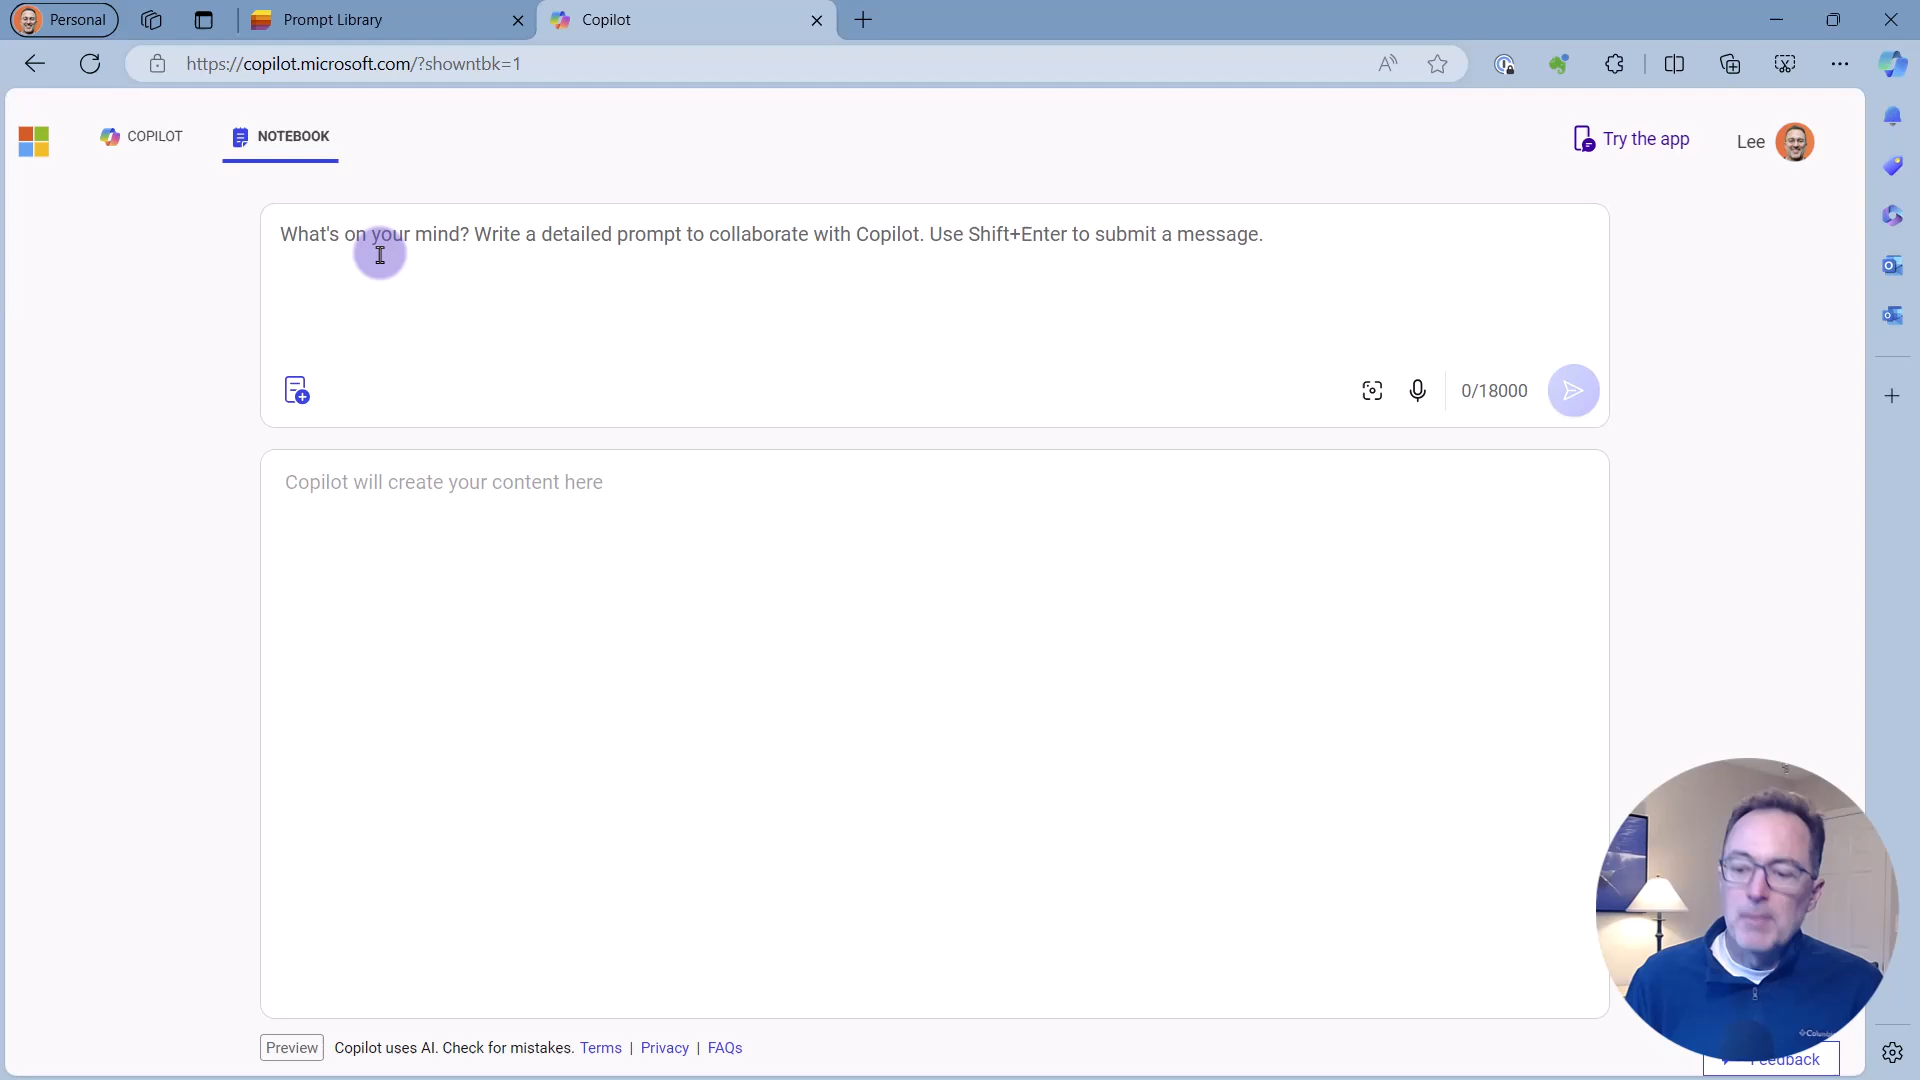 Personal
Prompt Library
Copilot
https://copilot.microsoft.com/?showntbk=1
COPILOT
NOTEBOOK
Try the app
Lee
What's on your mind? Write a detailed prompt to collaborate with Copilot. Use Shift+Enter to submit a message.
0/18000
Copilot will create your content here
Preview
Copilot uses AI. Check for mistakes. Terms | Privacy | FAQs
Feedback